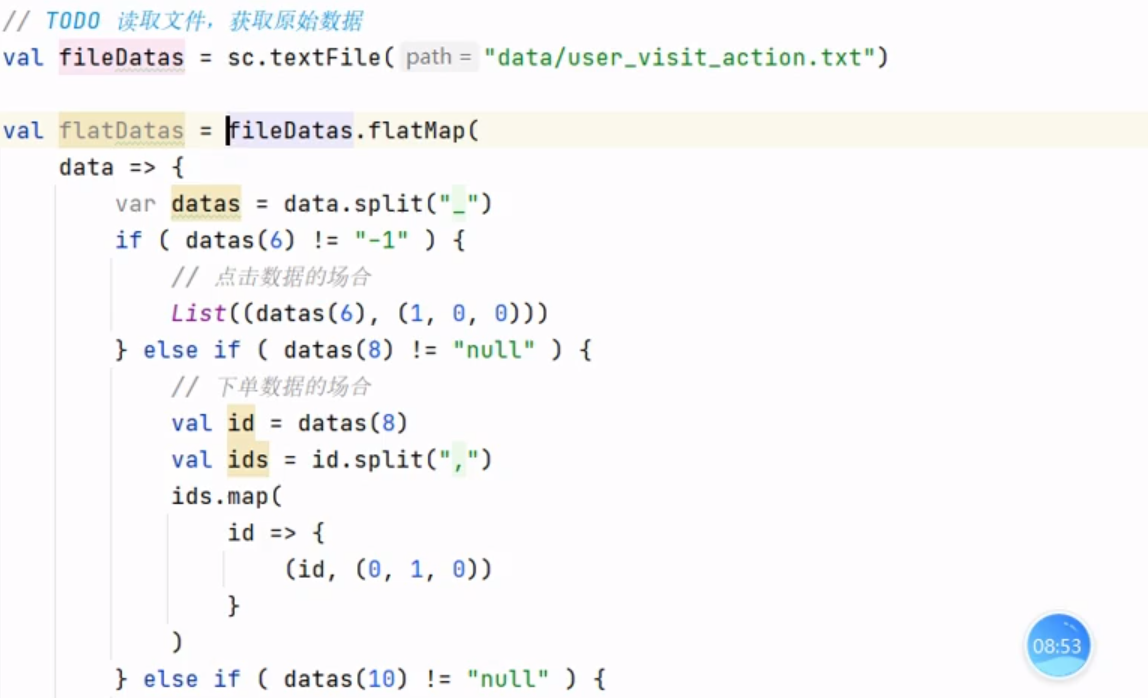 // TODO 读取文件，获取原始数据
val fileDatas = sc.textFile( path = "data/user_visit_action.txt")
val flatDatas = fileDatas.flatMap(
data => {
var datas = data.split("_")
if ( datas(6) != "-1" ) {
// 点击数据的场合
List((datas(6), (1, 0, 0)))
} else if ( datas(8) != "null" ) {
// 下单数据的场合
val id = datas(8)
val ids = id.split(",")
ids.map(
id => {
(id, (0, 1, 0))
}
)
} else if ( datas(10) != "null" ) {
08:53